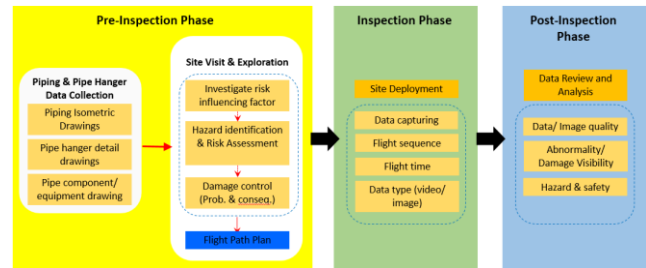 Pre-Inspection Phase
Piping & Pipe Hanger
Data Collection
Piping Isometric
Drawings
Pipe hanger detail
drawings
Pipe component/
equipment drawing
Site Visit & Exploration
Investigate risk
influencing factor
Hazard identification
& Risk Assessment
Damage control
(Prob. & conseq.)
Flight Path Plan
Inspection Phase
Site Deployment
Data capturing
Flight sequence
Flight time
Data type (video/
image)
Post-Inspection
Phase
Data Review and
Analysis
Data/ Image quality
Abnormality/
Damage Visibility
Hazard & safety